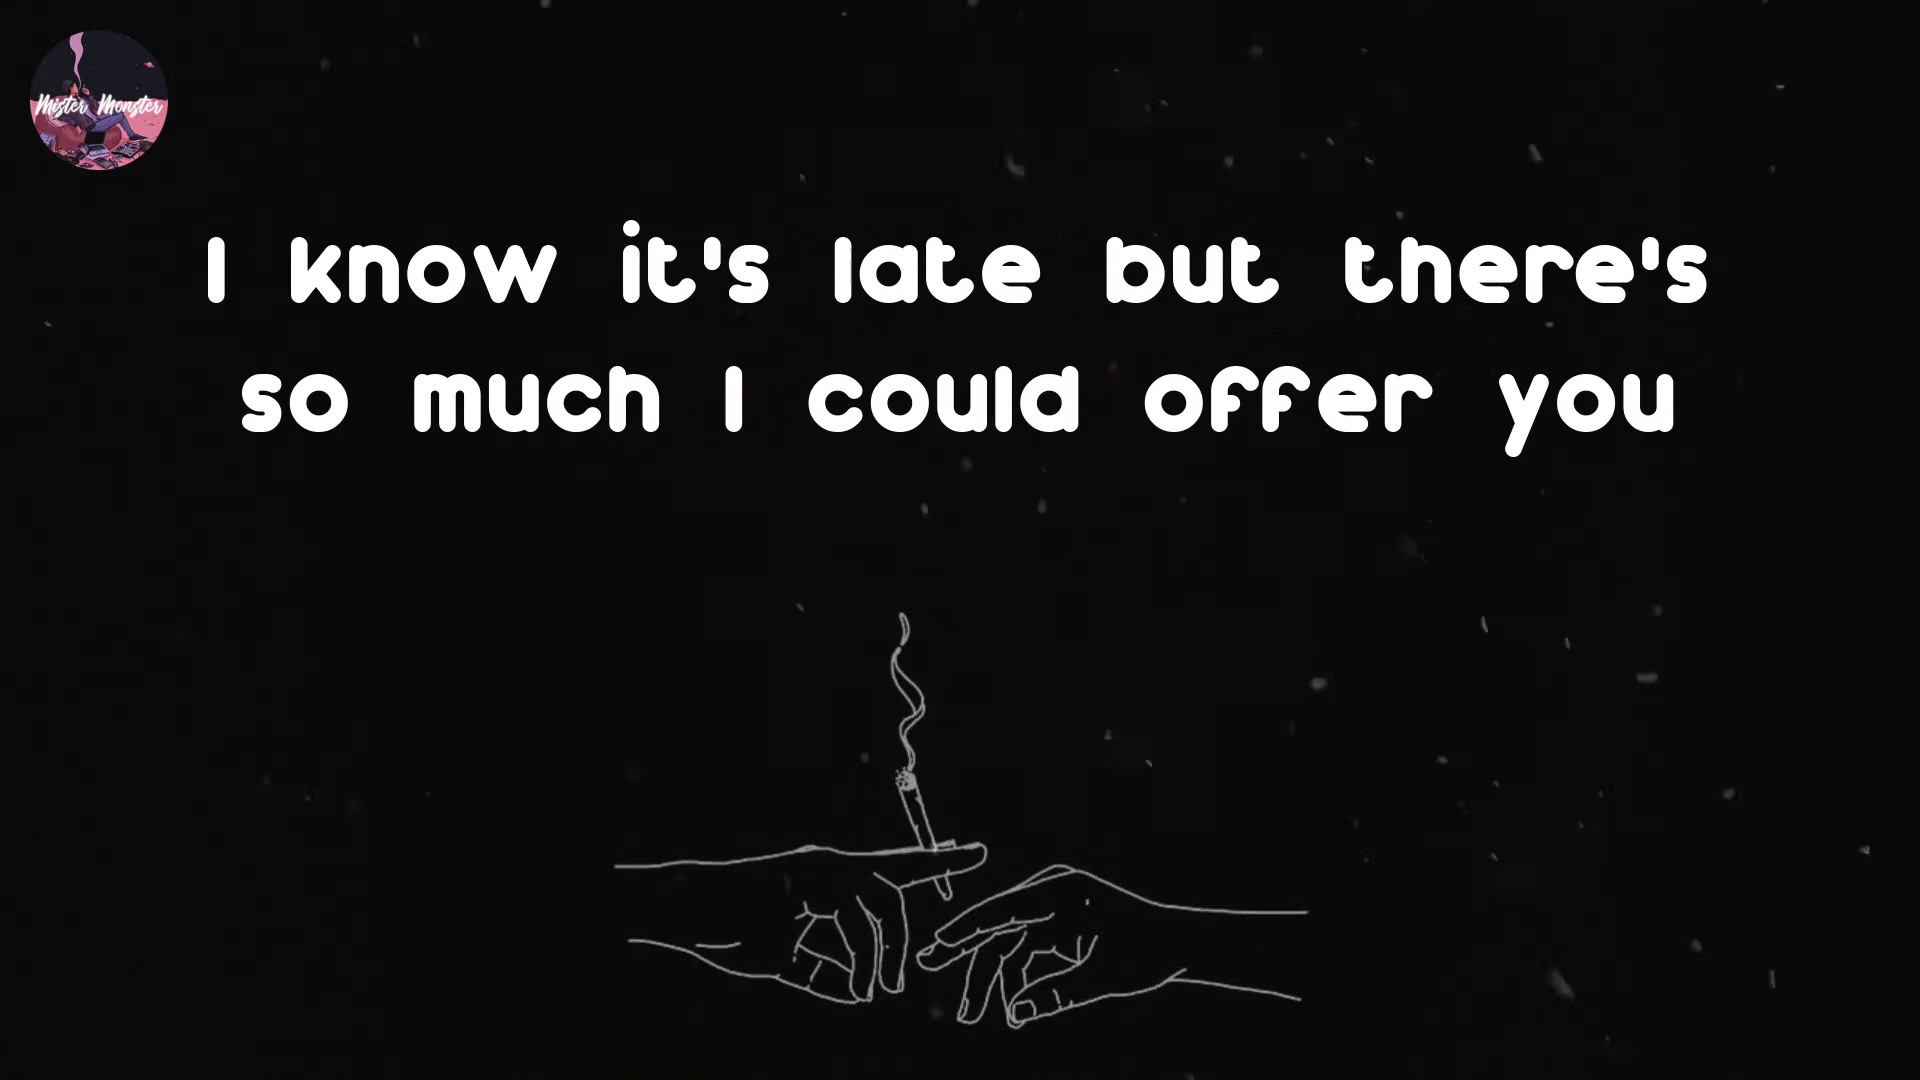 Mister Monster
I know it's late but there's
so much I could offer you